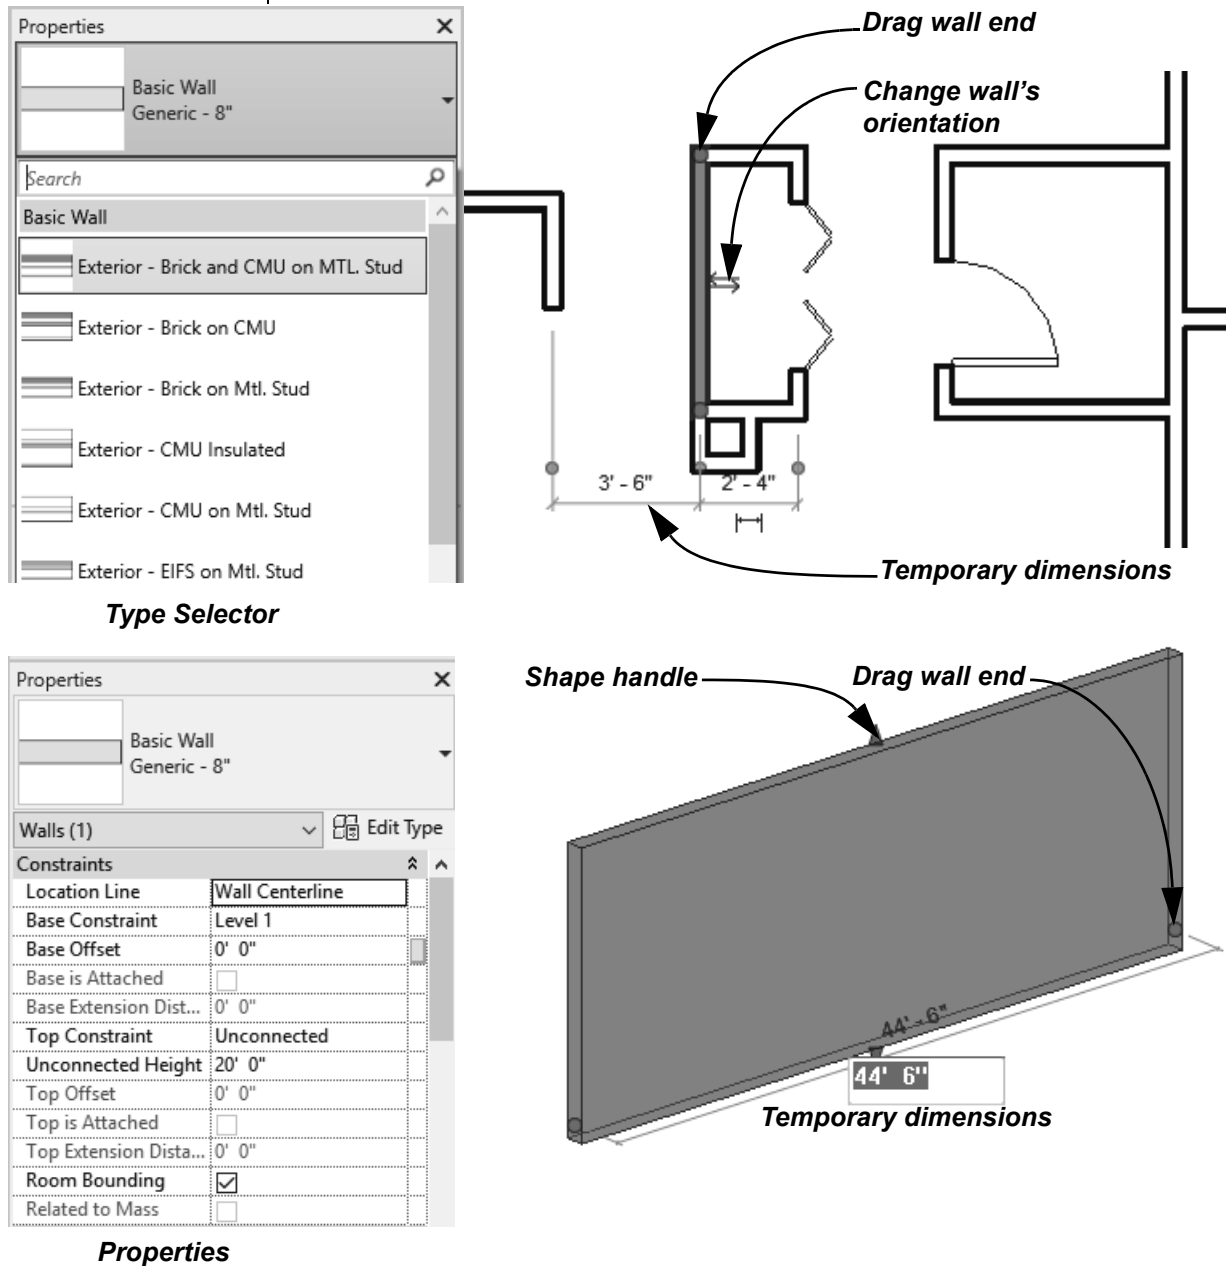 Properties
Basic Wall
Generic - 8"
Search
Basic Wall
Exterior - Brick and CMU on MTL. Stud
Exterior - Brick on CMU
Exterior - Brick on Mtl. Stud
Exterior - CMU Insulated
Exterior - CMU on Mtl. Stud
Exterior - EIFS on Mtl. Stud
Type Selector
Drag wall end
Change wall's
orientation
3' - 6"
2' - 4"
Temporary dimensions
Properties
Basic Wall
Generic - 8"
Walls (1)
Edit Type
Constraints
Location Line Wall Centerline
Base Constraint Level 1
Base Offset 0' 0"
Base is Attached
Base Extension Dist... 0' 0"
Top Constraint Unconnected
Unconnected Height 20' 0"
Top Offset 0' 0"
Top is Attached
Top Extension Dista... 0' 0"
Room Bounding
Related to Mass
Properties
Shape handle
Drag wall end
44' - 6"
44' 6"
Temporary dimensions